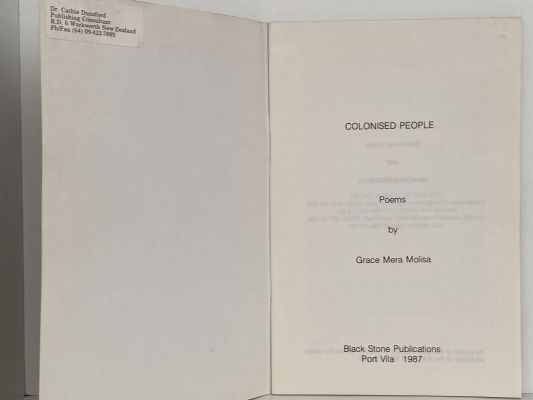 Dr. Cathie Dunsford
Publishing Consultant
R.D. 6 Warkworth New Zealand
Ph/Fax (64) 09-422-7889
COLONISED PEOPLE
Poems
by
Grace Mera Molisa
Black Stone Publications
Port Vila 1987